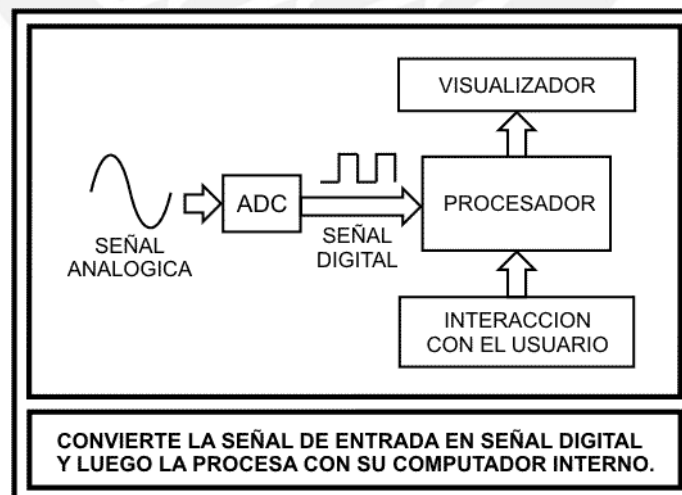 VISUALIZADOR
ADC
PROCESADOR
SEÑAL
ANALOGICA
SEÑAL
DIGITAL
INTERACCION
CON EL USUARIO
CONVIERTE LA SEÑAL DE ENTRADA EN SEÑAL DIGITAL
Y LUEGO LA PROCESA CON SU COMPUTADOR INTERNO.